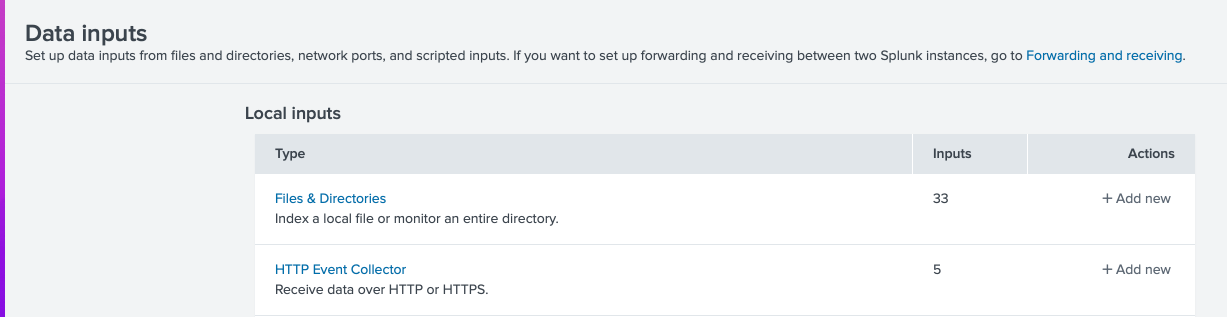 Data inputs
Set up data inputs from files and directories, network ports, and scripted inputs. If you want to set up forwarding and receiving between two Splunk instances, go to Forwarding and receiving.
Local inputs
Type Inputs Actions
Files & Directories 33 + Add new
Index a local file or monitor an entire directory.
HTTP Event Collector 5 + Add new
Receive data over HTTP or HTTPS.